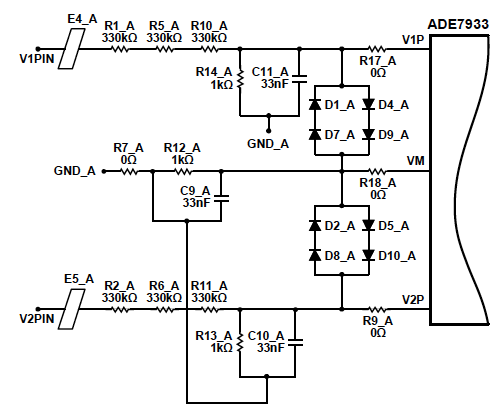 E4_A
R1_A R5_A R10_A
330kΩ 330kΩ 330kΩ
ADE7933
V1PIN
V1P
R17_A
0Ω
R14_A
1kΩ
C11_A
33nF
D1_A D4_A
D7_A D9_A
GND_A
R7_A R12_A
0Ω 1kΩ
GND_A
VM
R18_A
0Ω
C9_A
33nF
D2_A D5_A
D8_A D10_A
E5_A
R2_A R6_A R11_A
330kΩ 330kΩ 330kΩ
V2PIN
V2P
R9_A
0Ω
R13_A
1kΩ
C10_A
33nF